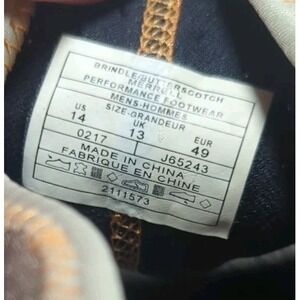 BRINDLE/BUTTERSCOTCH
MERRELL
PERFORMANCE FOOTWEAR
MENS-HOMMES
SIZE-GRANDEUR
US UK EUR
14 13 49
0217 J65243
MADE IN CHINA
FABRIQUE EN CHINE
2111573